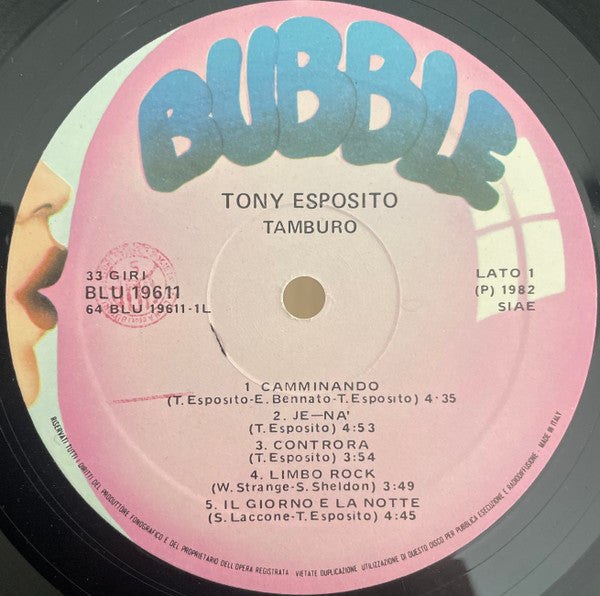 BUBBLE
TONY ESPOSITO
TAMBURO
33 GIRI
BLU 19611
64 BLU 19611-1L
LATO 1
(P) 1982
SIAE
1 CAMMINANDO
(T. Esposito-E. Bennato-T. Esposito) 4·35
2. JE—NA'
(T. Esposito) 4:53
3. CONTRORA
(T. Esposito) 3:54
4. LIMBO ROCK
(W. Strange-S. Sheldon) 3:49
5. IL GIORNO E LA NOTTE
(S. Laccone-T. Esposito) 4:45
RISERVATI TUTTI I DIRITTI DEL PRODUTTORE FONOGRAFICO E DEL PROPRIETARIO DELL'OPERA REGISTRATA · VIETATE DUPLICAZIONE, UTILIZZAZIONE DI QUESTO DISCO PER PUBBLICA ESECUZIONE E RADIODIFFUSIONE · MADE IN ITALY